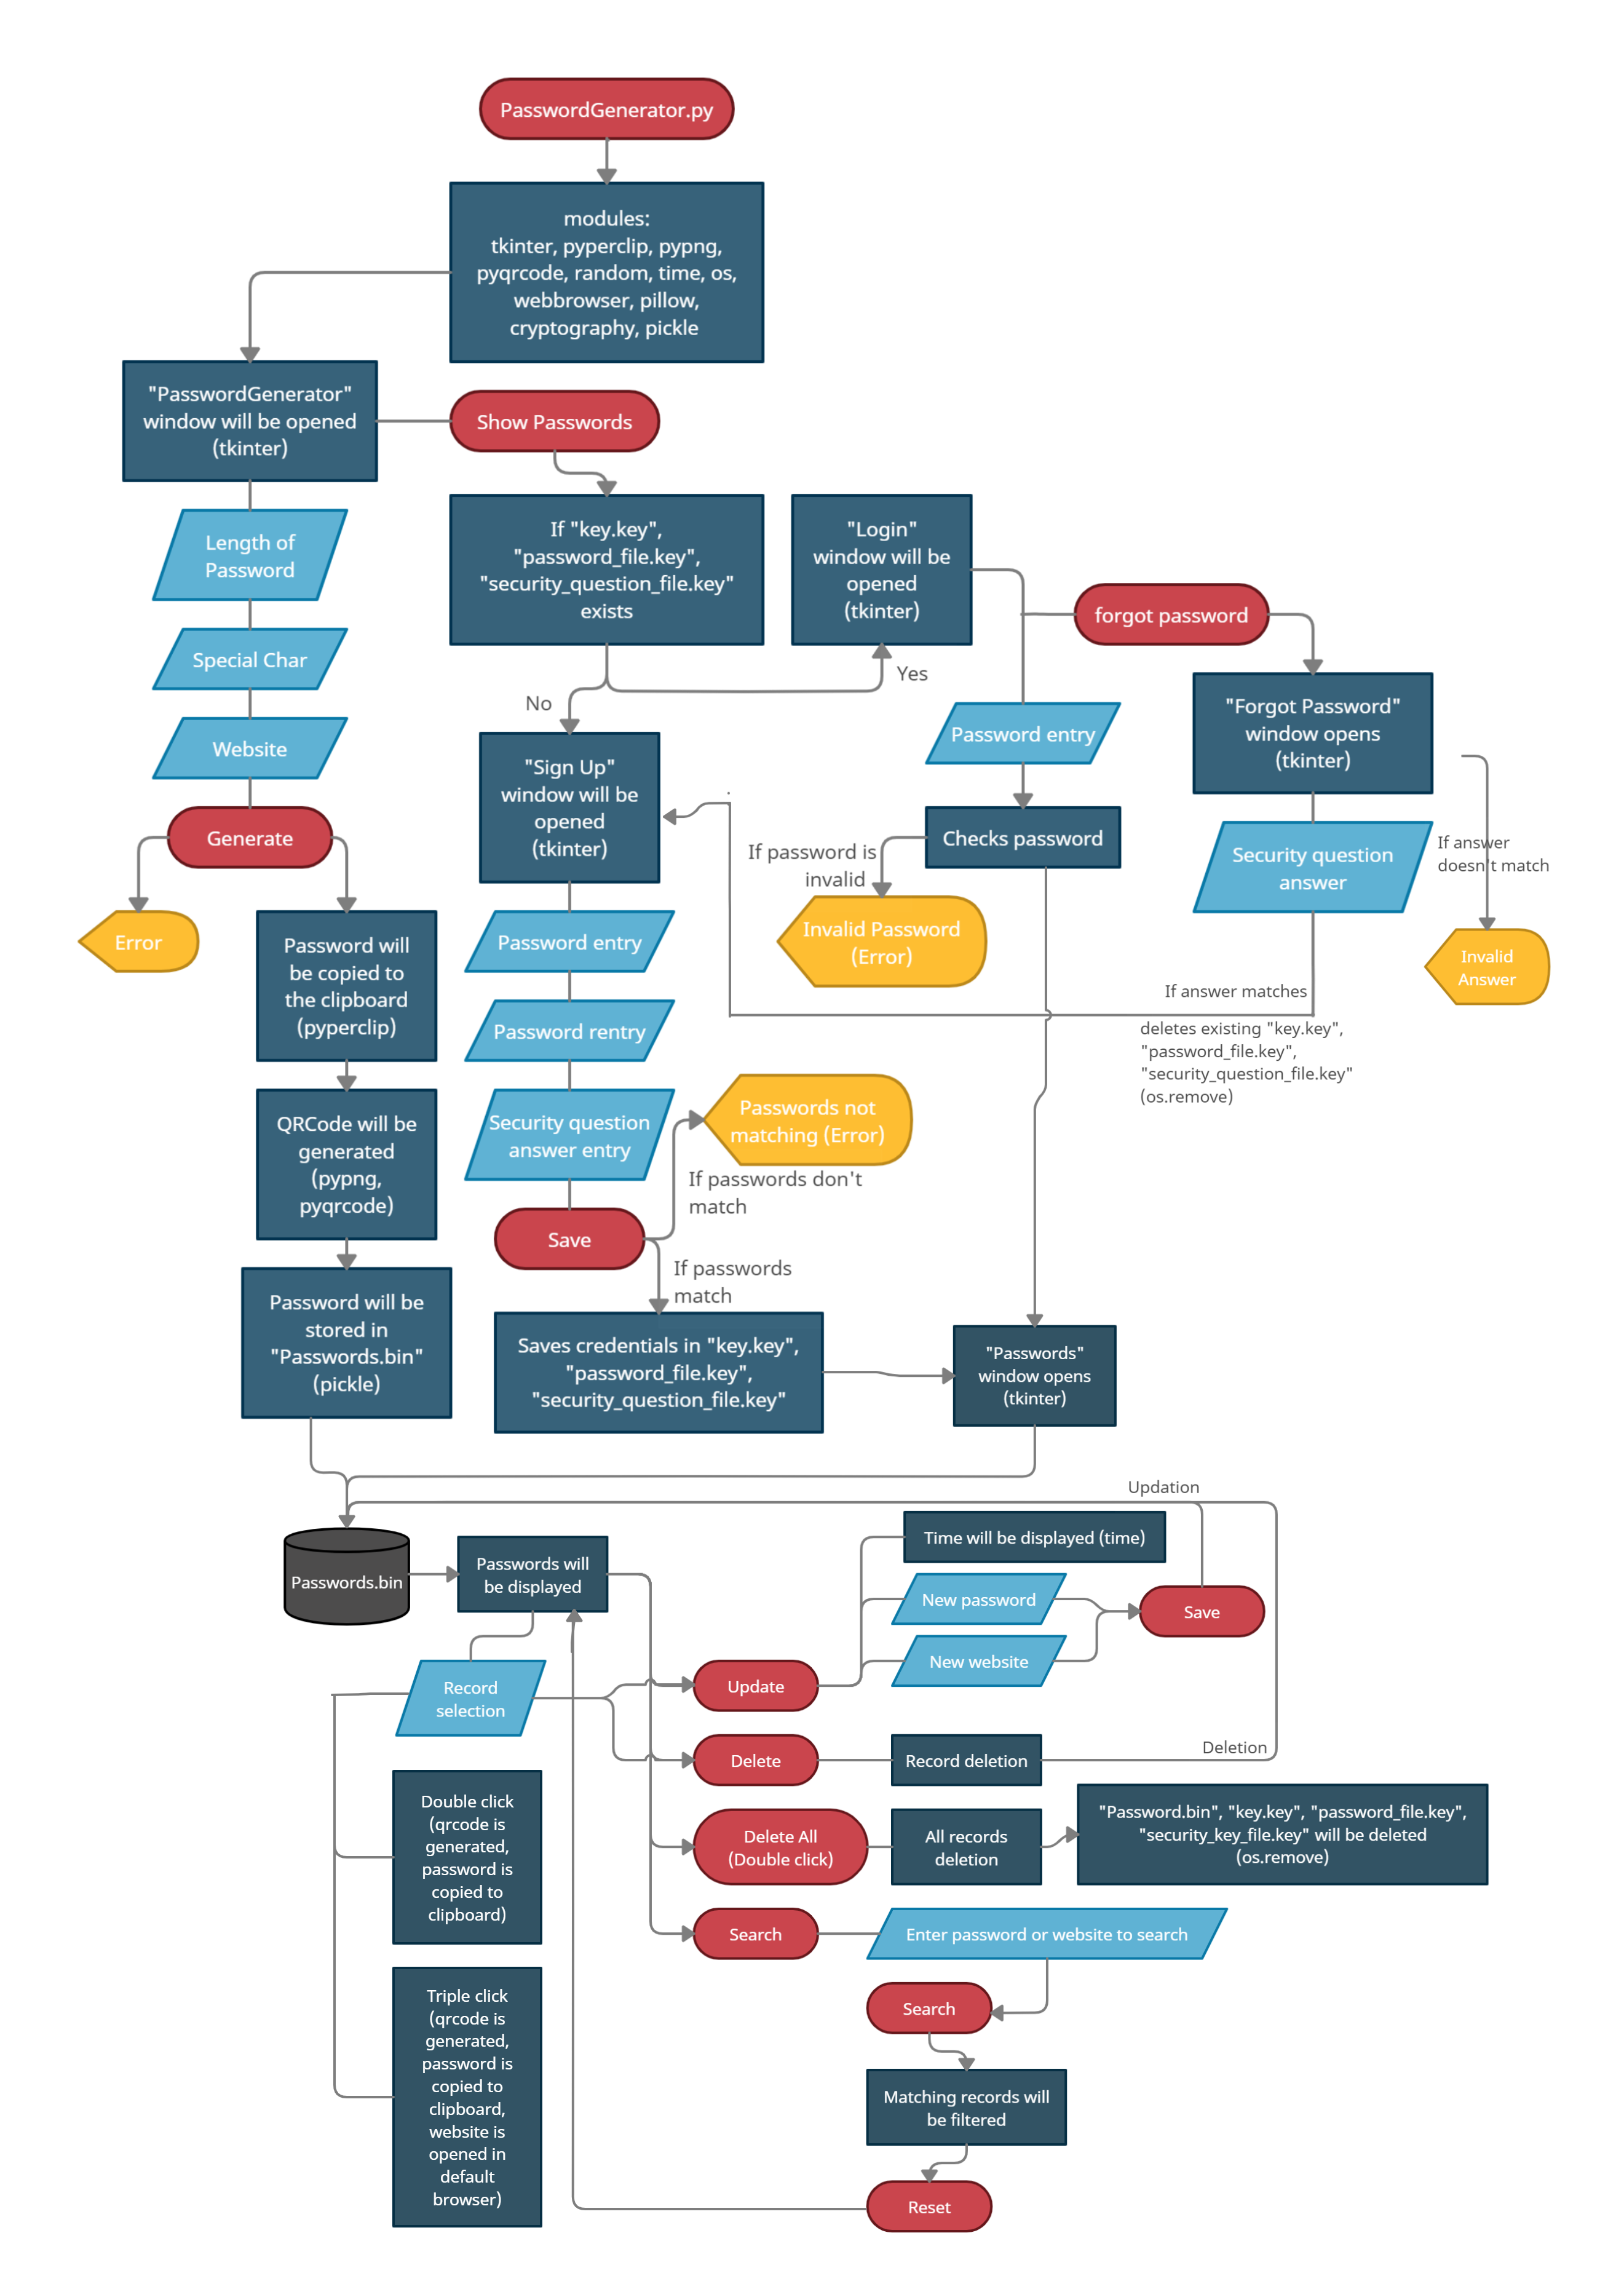 PasswordGenerator.py
modules:
tkinter, pyperclip, pypng,
pyqrcode, random, time, os,
webbrowser, pillow,
cryptography, pickle
"PasswordGenerator"
window will be opened
(tkinter)
Show Passwords
Length of
Password
Special Char
Website
Generate
Error
Password will
be copied to
the clipboard
(pyperclip)
QRCode will be
generated
(pypng,
pyqrcode)
Password will be
stored in
"Passwords.bin"
(pickle)
If "key.key",
"password_file.key",
"security_question_file.key"
exists
No
Yes
"Sign Up"
window will be
opened
(tkinter)
Password entry
Password rentry
Security question
answer entry
Save
Passwords not
matching (Error)
If passwords don't
match
If passwords
match
Saves credentials in "key.key",
"password_file.key",
"security_question_file.key"
"Login"
window will be
opened
(tkinter)
forgot password
Password entry
Checks password
If password is
invalid
Invalid Password
(Error)
"Forgot Password"
window opens
(tkinter)
Security question
answer
If answer
doesn't match
Invalid
Answer
If answer matches
deletes existing "key.key",
"password_file.key",
"security_question_file.key"
(os.remove)
"Passwords"
window opens
(tkinter)
Updation
Passwords.bin
Passwords will
be displayed
Time will be displayed (time)
New password
New website
Save
Record
selection
Update
Delete
Record deletion
Deletion
Double click
(qrcode is
generated,
password is
copied to
clipboard)
Delete All
(Double click)
All records
deletion
"Password.bin", "key.key", "password_file.key",
"security_key_file.key" will be deleted
(os.remove)
Search
Enter password or website to search
Triple click
(qrcode is
generated,
password is
copied to
clipboard,
website is
opened in
default
browser)
Search
Matching records will
be filtered
Reset